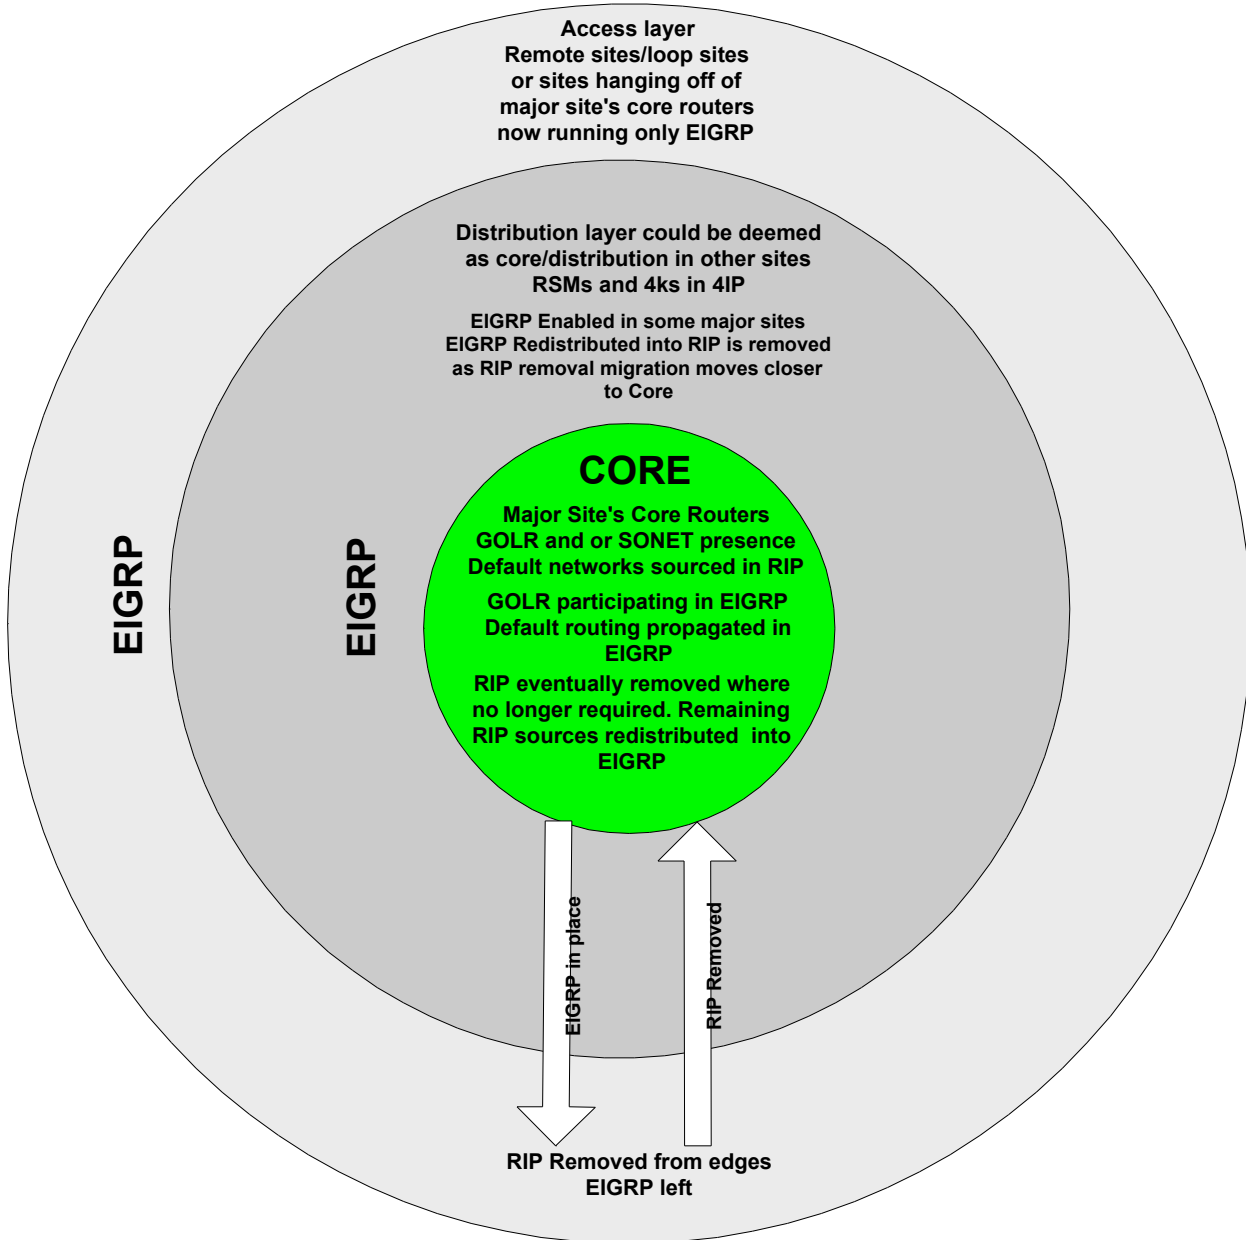 Access layer
Remote sites/loop sites
or sites hanging off of
major site's core routers
now running only EIGRP
Distribution layer could be deemed
as core/distribution in other sites
RSMs and 4ks in 4IP
EIGRP Enabled in some major sites
EIGRP Redistributed into RIP is removed
as RIP removal migration moves closer
to Core
CORE
Major Site's Core Routers
GOLR and or SONET presence
Default networks sourced in RIP
GOLR participating in EIGRP
Default routing propagated in
EIGRP
RIP eventually removed where
no longer required. Remaining
RIP sources redistributed into
EIGRP
EIGRP
EIGRP
EIGRP in place
RIP Removed
RIP Removed from edges
EIGRP left